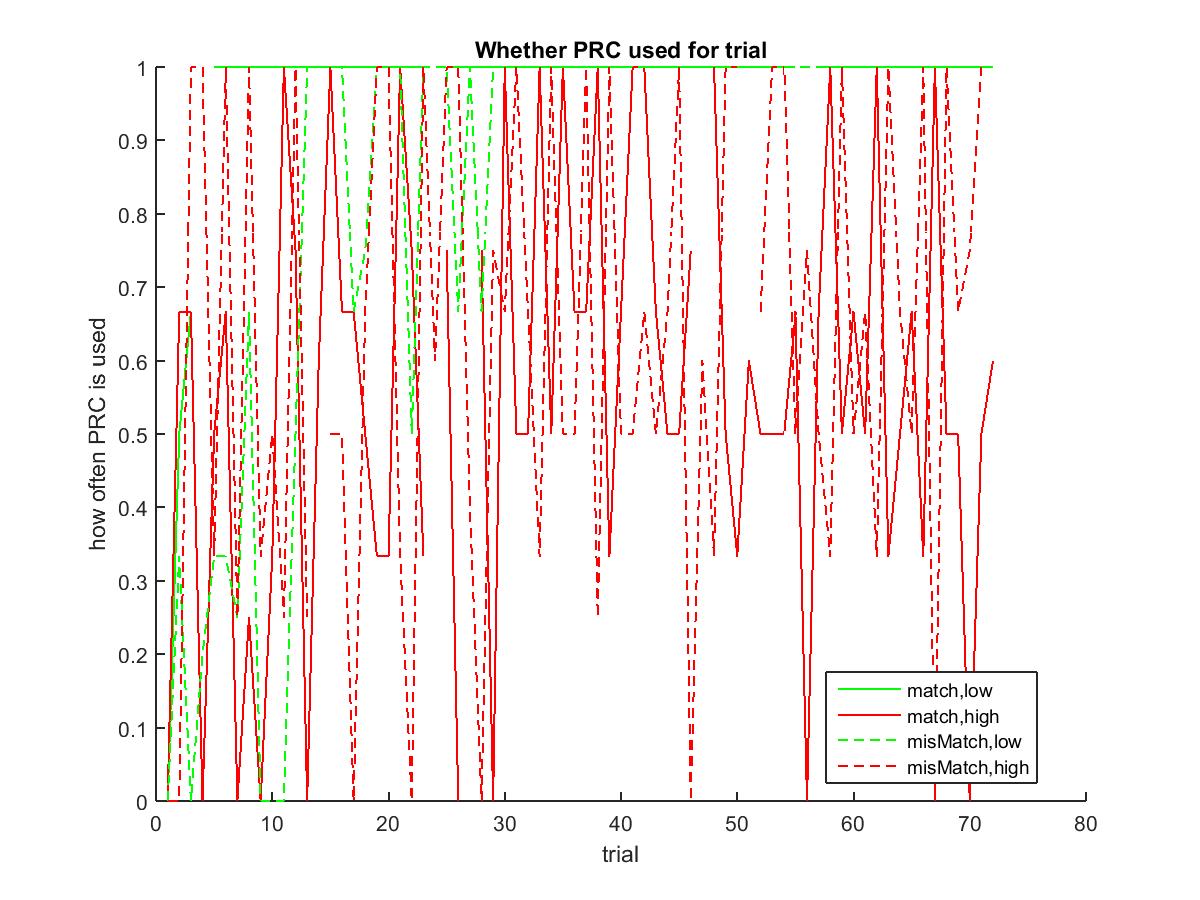 Whether PRC used for trial
how often PRC is used
1
0.9
0.8
0.7
0.6
0.5
0.4
0.3
0.2
0.1
0
0 10 20 30 40 50 60 70 80
trial
match,low
match,high
misMatch,low
misMatch,high